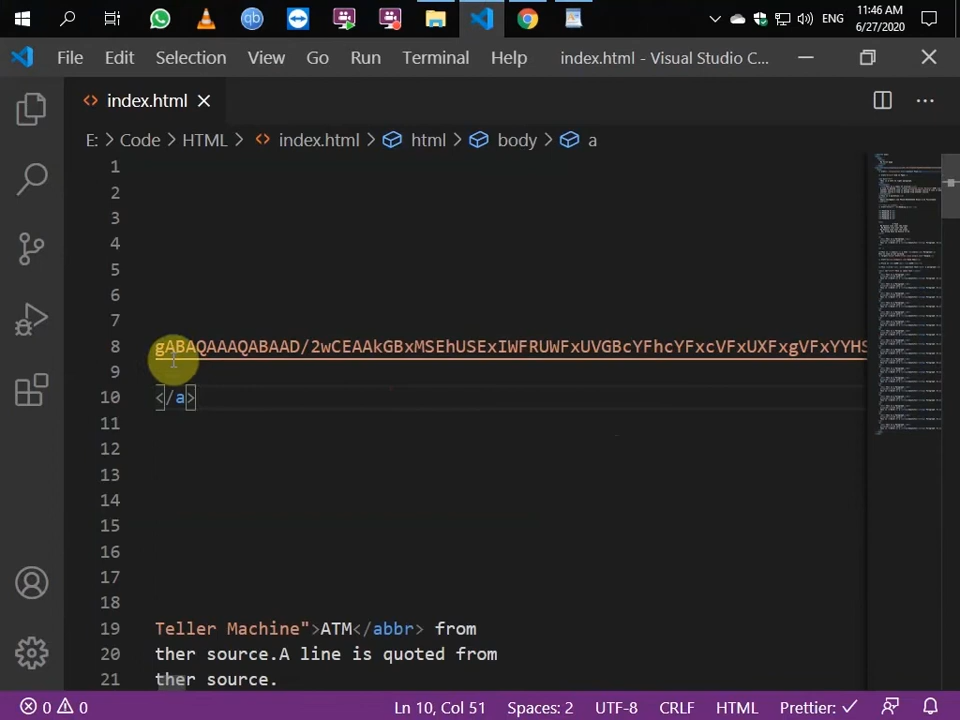 qb
ENG
11:46 AM
6/27/2020
File Edit Selection View Go Run Terminal Help index.html - Visual Studio C...
<> index.html
E: > Code > HTML > <> index.html > html > body > a
1
2
3
4
5
6
7
8 gABAQAAAQABAAD/2wCEAAkGBxMSEhUSExIWFRUWFxUVGBcYFhcYFxcVFxUXFxgVFxYYHS
9
10 </a>
11
12
13
14
15
16
17
18
19 Teller Machine">ATM</abbr> from
20 ther source.A line is quoted from
21 ther source.
0 0 Ln 10, Col 51 Spaces: 2 UTF-8 CRLF HTML Prettier: ✓